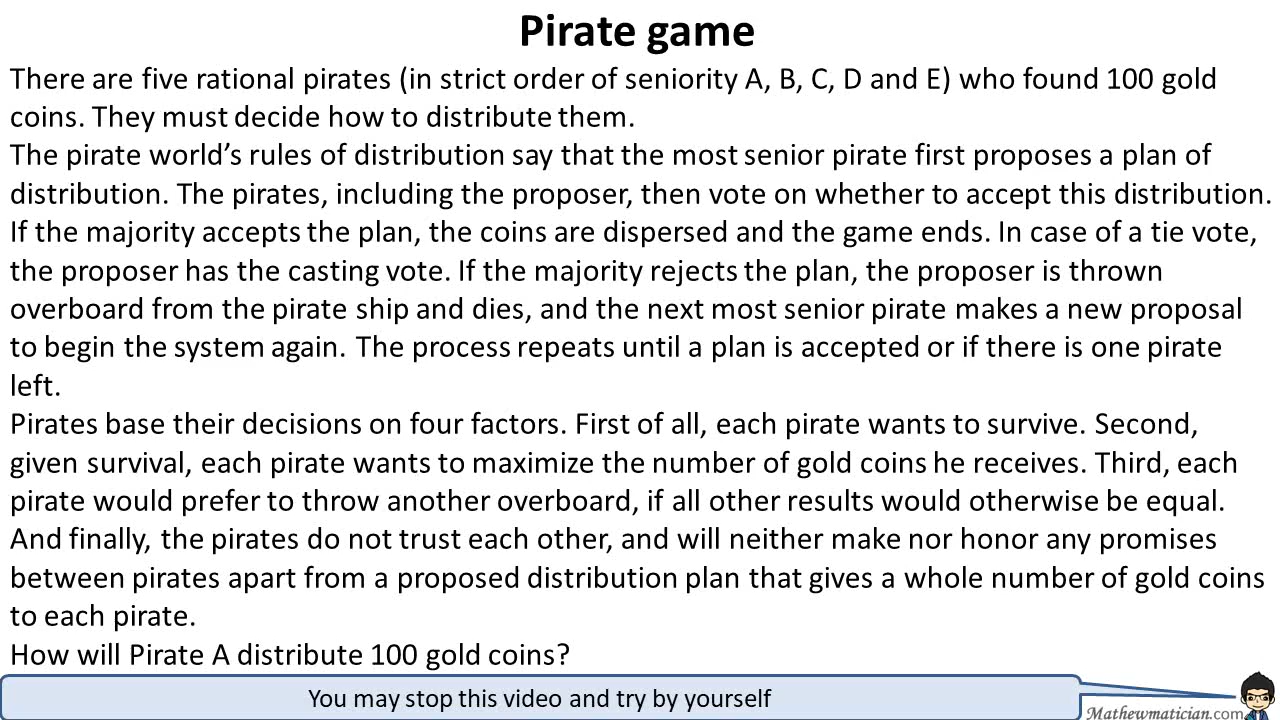 Pirate game
There are five rational pirates (in strict order of seniority A, B, C, D and E) who found 100 gold
coins. They must decide how to distribute them.
The pirate world’s rules of distribution say that the most senior pirate first proposes a plan of
distribution. The pirates, including the proposer, then vote on whether to accept this distribution.
If the majority accepts the plan, the coins are dispersed and the game ends. In case of a tie vote,
the proposer has the casting vote. If the majority rejects the plan, the proposer is thrown
overboard from the pirate ship and dies, and the next most senior pirate makes a new proposal
to begin the system again. The process repeats until a plan is accepted or if there is one pirate
left.
Pirates base their decisions on four factors. First of all, each pirate wants to survive. Second,
given survival, each pirate wants to maximize the number of gold coins he receives. Third, each
pirate would prefer to throw another overboard, if all other results would otherwise be equal.
And finally, the pirates do not trust each other, and will neither make nor honor any promises
between pirates apart from a proposed distribution plan that gives a whole number of gold coins
to each pirate.
How will Pirate A distribute 100 gold coins?
You may stop this video and try by yourself
Mathewmatician.com